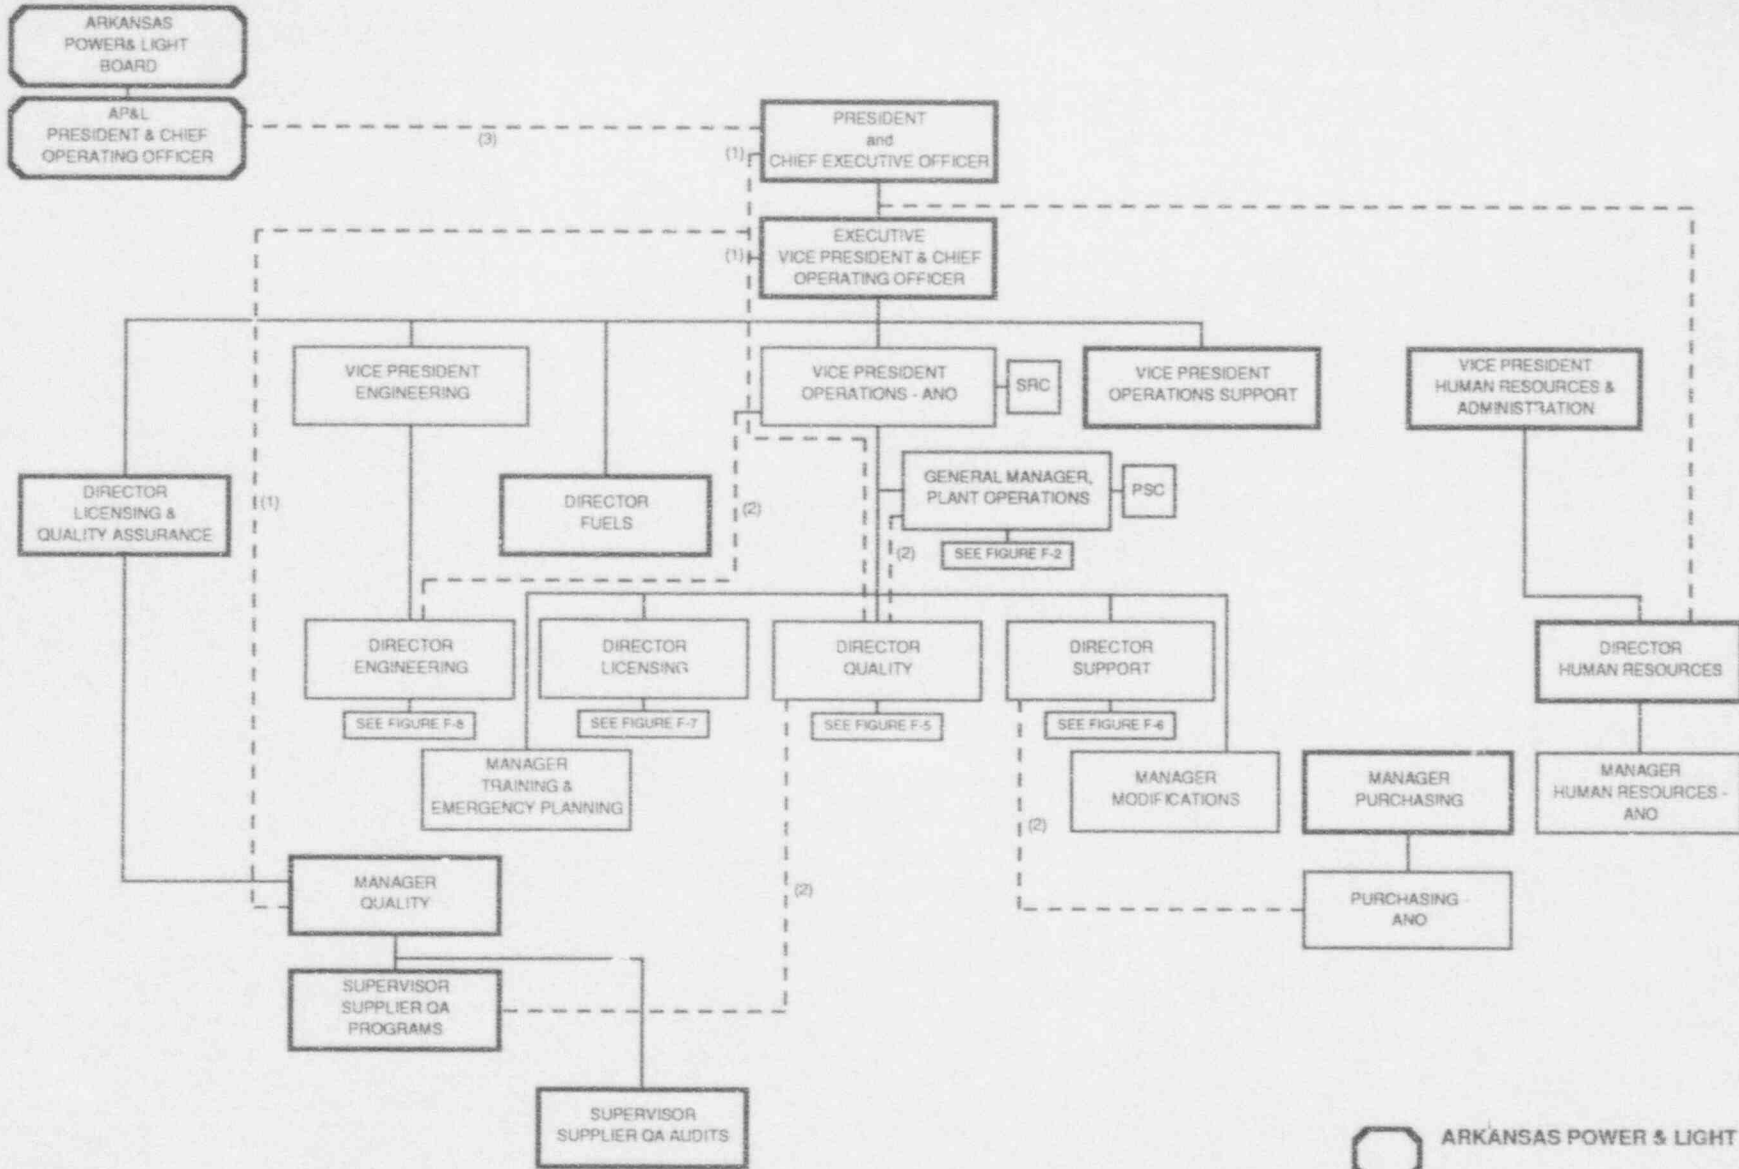 ARKANSAS
POWER& LIGHT
BOARD
AP&L
PRESIDENT & CHIEF
OPERATING OFFICER
(3)
PRESIDENT
and
CHIEF EXECUTIVE OFFICER
(1)
EXECUTIVE
VICE PRESIDENT & CHIEF
OPERATING OFFICER
(1)
VICE PRESIDENT
ENGINEERING
VICE PRESIDENT
OPERATIONS - ANO
SRC
VICE PRESIDENT
OPERATIONS SUPPORT
VICE PRESIDENT
HUMAN RESOURCES &
ADMINISTRATION
DIRECTOR
LICENSING &
QUALITY ASSURANCE
(1)
DIRECTOR
FUELS
(2)
GENERAL MANAGER,
PLANT OPERATIONS
PSC
(2)
SEE FIGURE F-2
DIRECTOR
ENGINEERING
DIRECTOR
LICENSING
DIRECTOR
QUALITY
DIRECTOR
SUPPORT
DIRECTOR
HUMAN RESOURCES
SEE FIGURE F-8
SEE FIGURE F-7
SEE FIGURE F-5
SEE FIGURE F-6
MANAGER
TRAINING &
EMERGENCY PLANNING
MANAGER
MODIFICATIONS
MANAGER
PURCHASING
MANAGER
HUMAN RESOURCES -
ANO
(2)
MANAGER
QUALITY
(2)
PURCHASING -
ANO
SUPERVISOR
SUPPLIER QA
PROGRAMS
SUPERVISOR
SUPPLIER QA AUDITS
ARKANSAS POWER & LIGHT